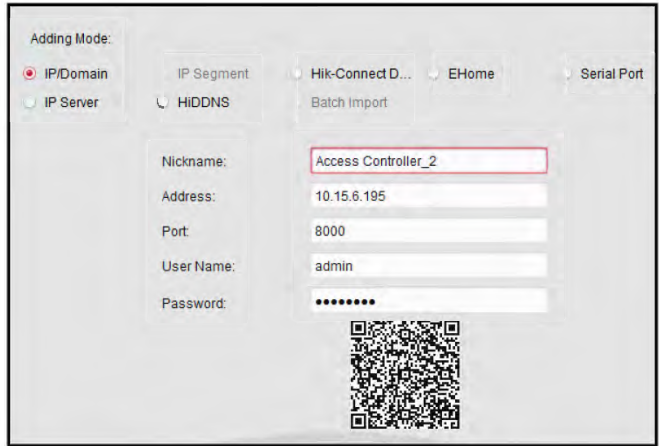 Adding Mode:
IP/Domain IP Segment Hik-Connect D... EHome Serial Port
IP Server HiDDNS Batch Import
Nickname: Access Controller_2
Address: 10.15.6.195
Port: 8000
User Name: admin
Password: ●●●●●●●●